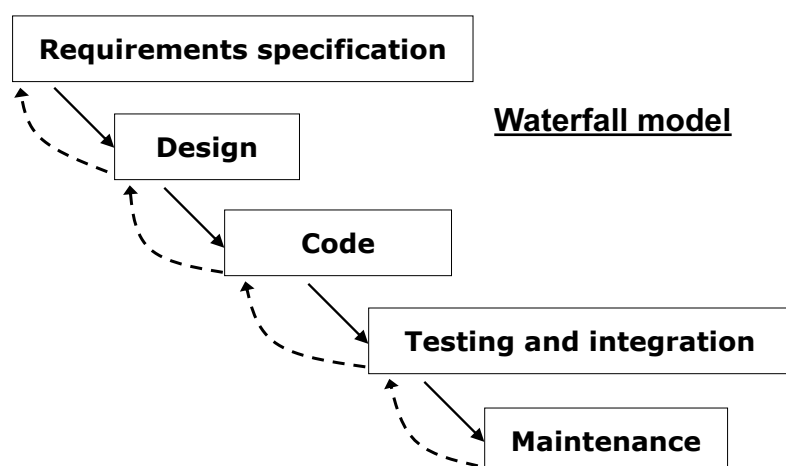 Requirements specification
Waterfall model
Design
Code
Testing and integration
Maintenance